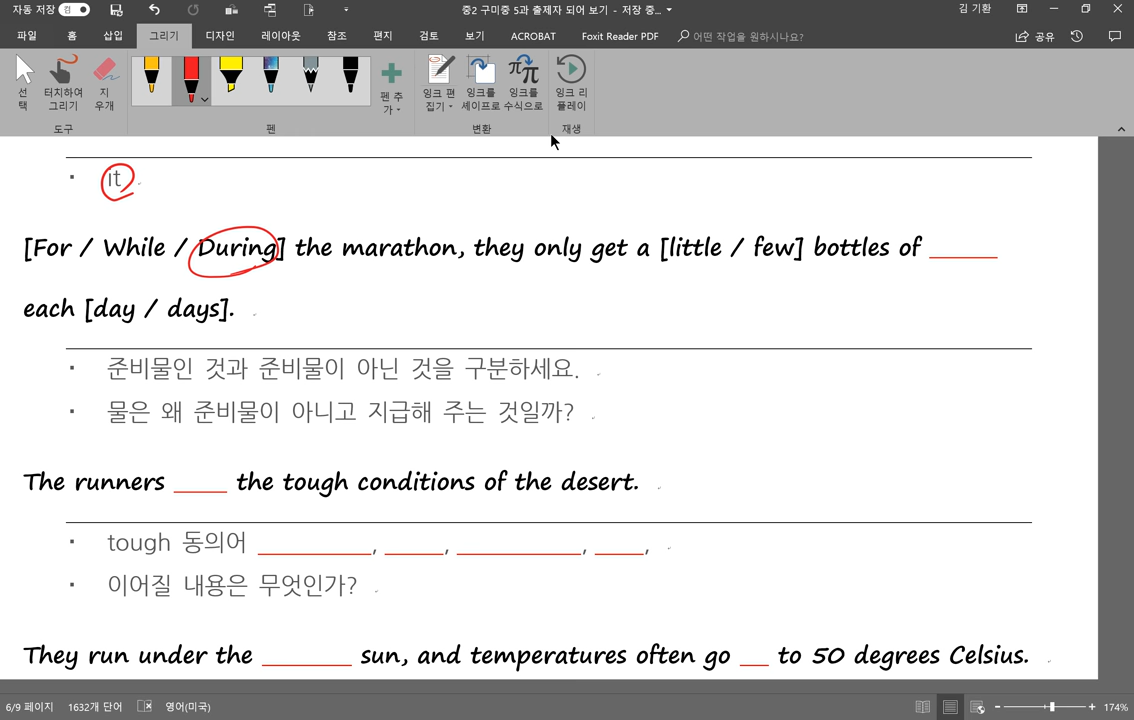 자동 저장 컴 중2 구미중 5과 출제자 되어 보기 - 저장 중... 김 기환
파일 홈 삽입 그리기 디자인 레이아웃 참조 편지 검토 보기 ACROBAT Foxit Reader PDF 어떤 작업을 원하시나요? 공유
선택 터치하여 그리기 지우개 펜 추가 잉크 편집기 잉크를 셰이프로 잉크를 수식으로 잉크 리플레이
도구 펜 변환 재생
it
[For / While / During] the marathon, they only get a [little / few] bottles of ______
each [day / days].
준비물인 것과 준비물이 아닌 것을 구분하세요.
물은 왜 준비물이 아니고 지급해 주는 것일까?
The runners _____ the tough conditions of the desert.
tough 동의어 __________, _____, ___________, ____,
이어질 내용은 무엇인가?
They run under the ________ sun, and temperatures often go __ to 50 degrees Celsius.
6/9 페이지 1632개 단어 영어(미국) 174%